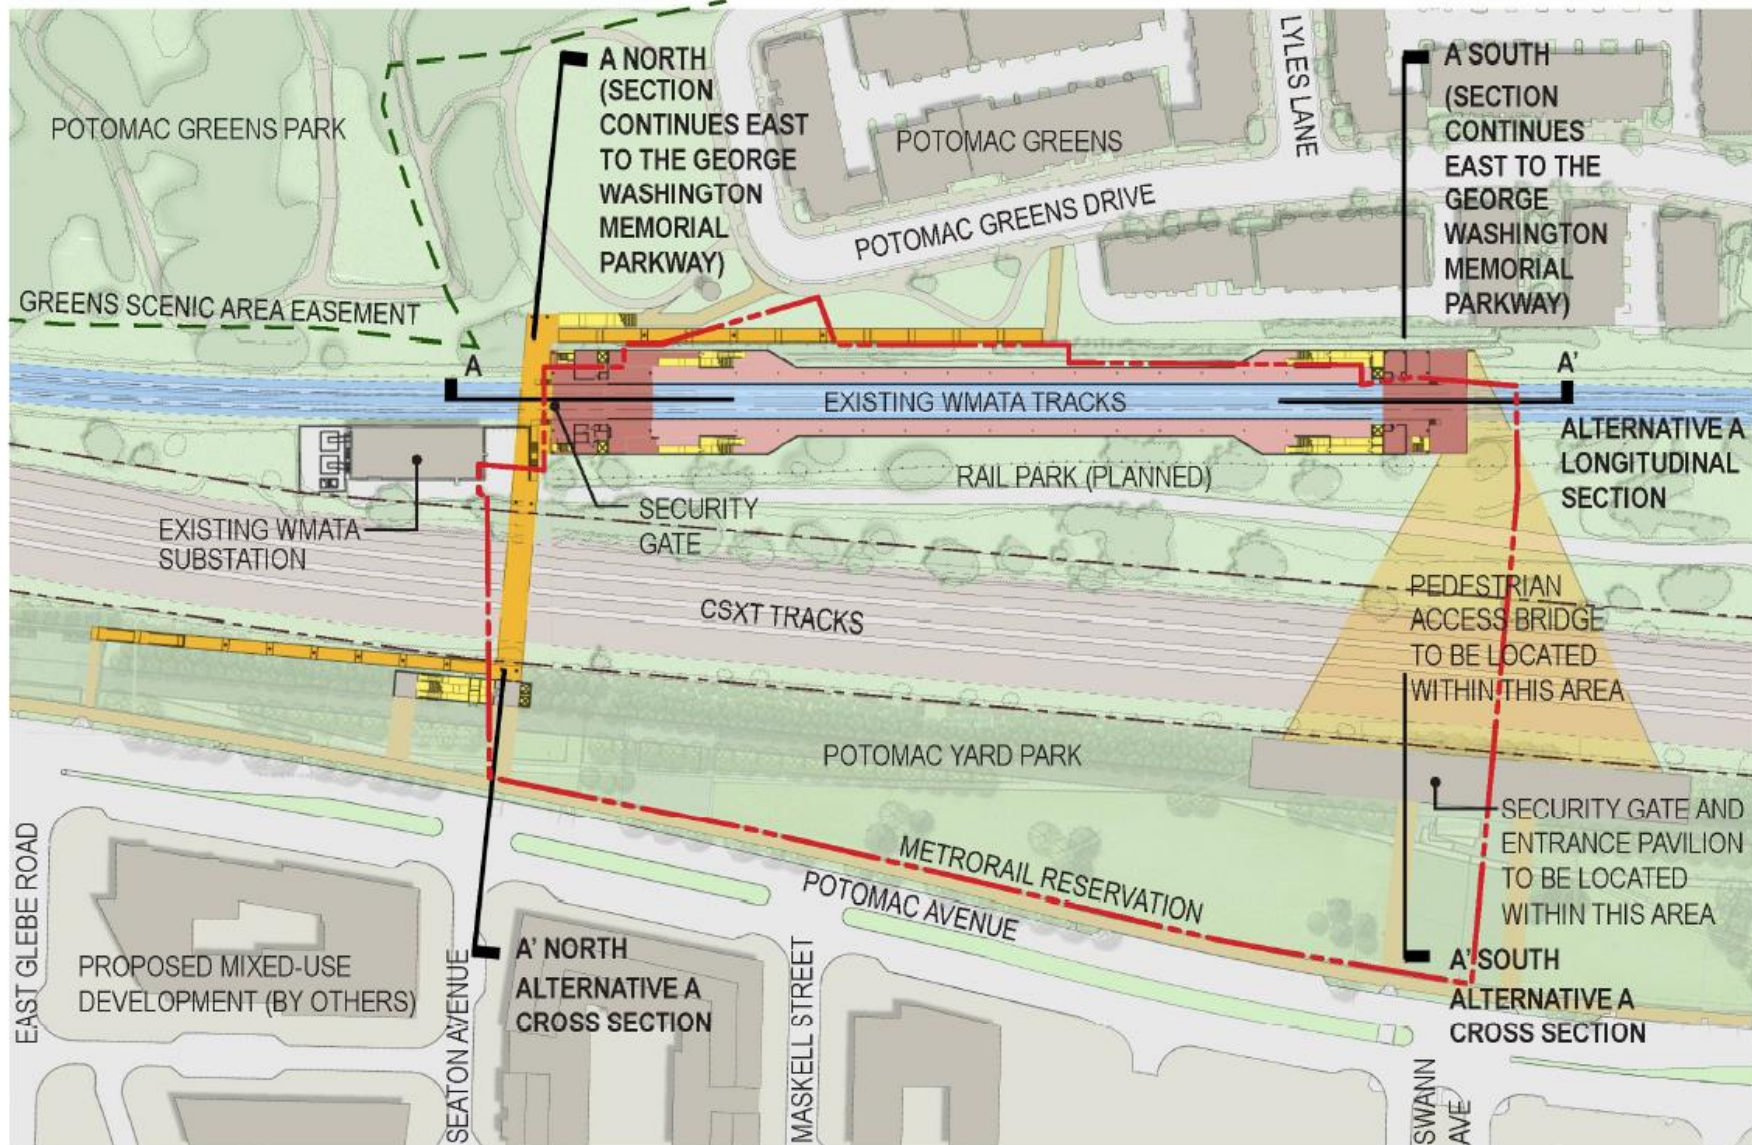 POTOMAC GREENS PARK
A NORTH
(SECTION
CONTINUES EAST
TO THE GEORGE
WASHINGTON
MEMORIAL
PARKWAY)
POTOMAC GREENS
LYLES LANE
A SOUTH
(SECTION
CONTINUES
EAST TO THE
GEORGE
WASHINGTON
MEMORIAL
PARKWAY)
POTOMAC GREENS DRIVE
GREENS SCENIC AREA EASEMENT
A
A'
EXISTING WMATA TRACKS
ALTERNATIVE A
LONGITUDINAL
SECTION
RAIL PARK (PLANNED)
SECURITY
GATE
EXISTING WMATA
SUBSTATION
CSXT TRACKS
PEDESTRIAN
ACCESS BRIDGE
TO BE LOCATED
WITHIN THIS AREA
POTOMAC YARD PARK
SECURITY GATE AND
ENTRANCE PAVILION
TO BE LOCATED
WITHIN THIS AREA
METRORAIL RESERVATION
POTOMAC AVENUE
EAST GLEBE ROAD
PROPOSED MIXED-USE
DEVELOPMENT (BY OTHERS)
SEATON AVENUE
A' NORTH
ALTERNATIVE A
CROSS SECTION
MASKELL STREET
A' SOUTH
ALTERNATIVE A
CROSS SECTION
SWANN
AVE